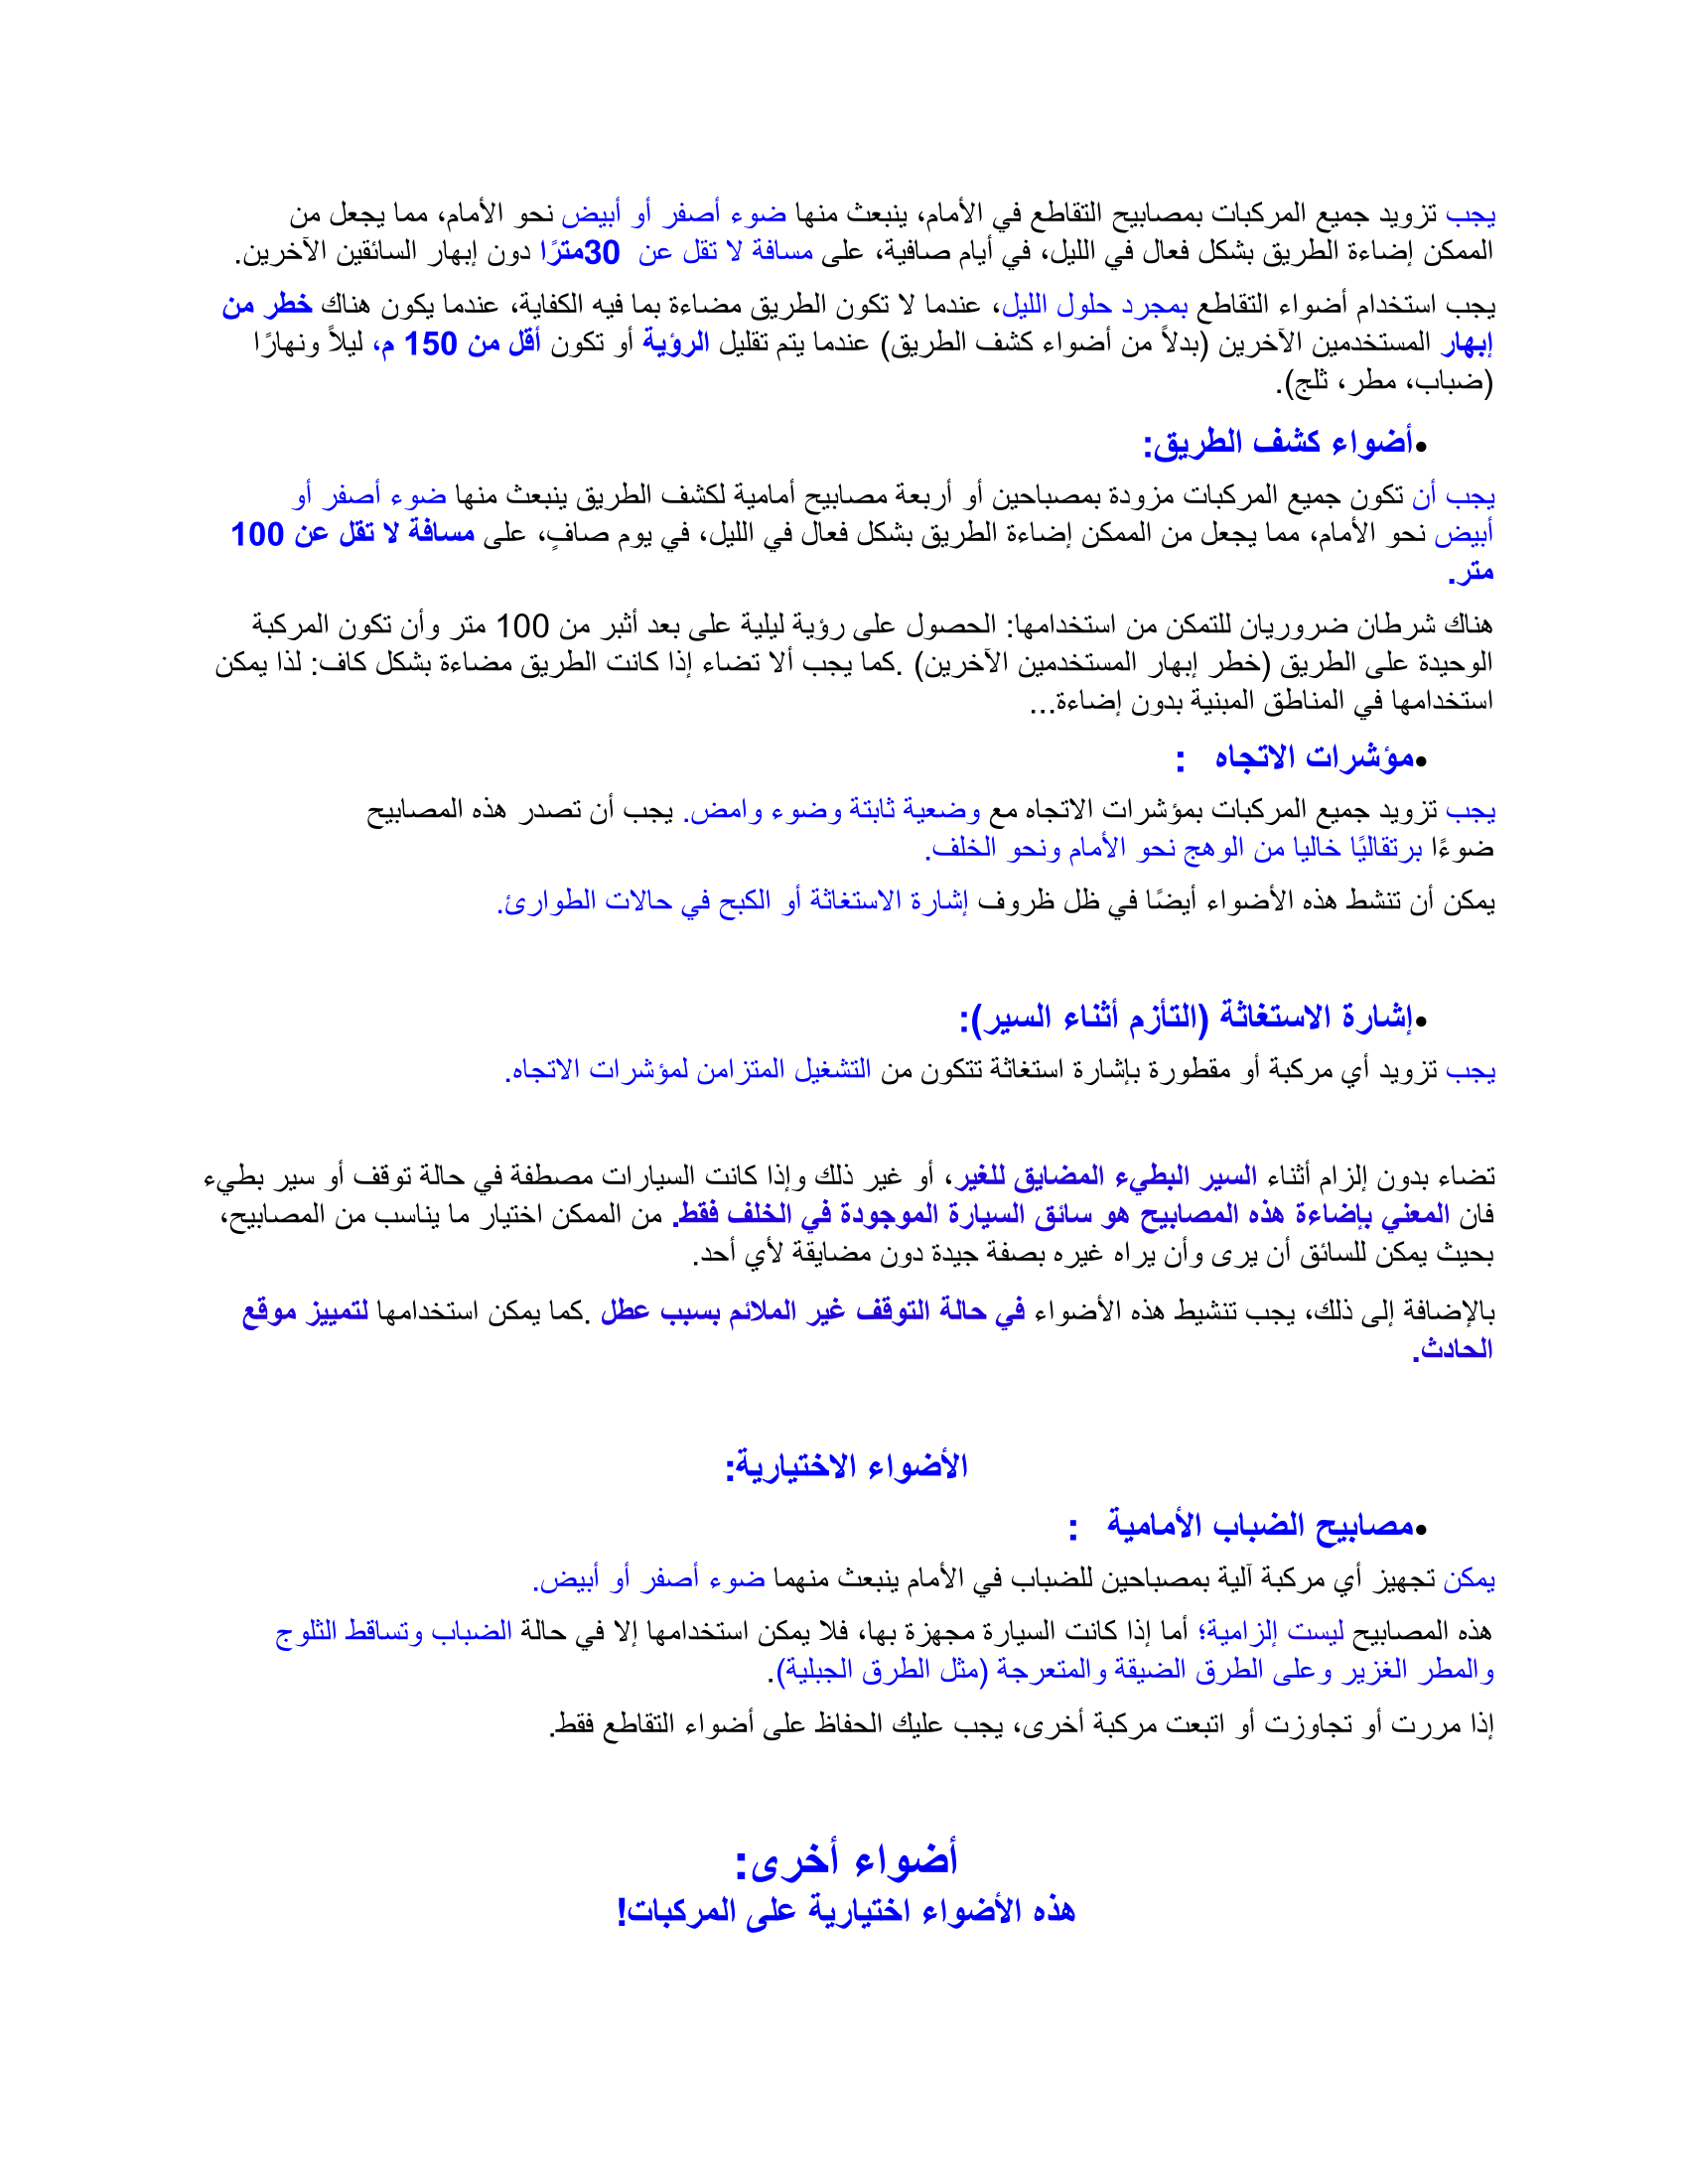 يجب تزويد جميع المركبات بمصابيح التقاطع في الأمام، ينبعث منها ضوء أصفر أو أبيض نحو الأمام، مما يجعل من
الممكن إضاءة الطريق بشكل فعال في الليل، في أيام صافية، على مسافة لا تقل عن 30مترًا دون إبهار السائقين الآخرين.
يجب استخدام أضواء التقاطع بمجرد حلول الليل، عندما لا تكون الطريق مضاءة بما فيه الكفاية، عندما يكون هناك خطر من
إبهار المستخدمين الآخرين (بدلاً من أضواء كشف الطريق) عندما يتم تقليل الرؤية أو تكون أقل من 150 م، ليلاً ونهارًا
(ضباب، مطر، ثلج).
•أضواء كشف الطريق:
يجب أن تكون جميع المركبات مزودة بمصباحين أو أربعة مصابيح أمامية لكشف الطريق ينبعث منها ضوء أصفر أو
أبيض نحو الأمام، مما يجعل من الممكن إضاءة الطريق بشكل فعال في الليل، في يوم صافٍ، على مسافة لا تقل عن 100
متر.
هناك شرطان ضروريان للتمكن من استخدامها: الحصول على رؤية ليلية على بعد أثبر من 100 متر وأن تكون المركبة
الوحيدة على الطريق (خطر إبهار المستخدمين الآخرين) .كما يجب ألا تضاء إذا كانت الطريق مضاءة بشكل كاف: لذا يمكن
استخدامها في المناطق المبنية بدون إضاءة...
•مؤشرات الاتجاه :
يجب تزويد جميع المركبات بمؤشرات الاتجاه مع وضعية ثابتة وضوء وامض. يجب أن تصدر هذه المصابيح
ضوءًا برتقاليًا خاليا من الوهج نحو الأمام ونحو الخلف.
يمكن أن تنشط هذه الأضواء أيضًا في ظل ظروف إشارة الاستغاثة أو الكبح في حالات الطوارئ.
•إشارة الاستغاثة (التأزم أثناء السير):
يجب تزويد أي مركبة أو مقطورة بإشارة استغاثة تتكون من التشغيل المتزامن لمؤشرات الاتجاه.
تضاء بدون إلزام أثناء السير البطيء المضايق للغير، أو غير ذلك وإذا كانت السيارات مصطفة في حالة توقف أو سير بطيء
فان المعني بإضاءة هذه المصابيح هو سائق السيارة الموجودة في الخلف فقط. من الممكن اختيار ما يناسب من المصابيح،
بحيث يمكن للسائق أن يرى وأن يراه غيره بصفة جيدة دون مضايقة لأي أحد.
بالإضافة إلى ذلك، يجب تنشيط هذه الأضواء في حالة التوقف غير الملائم بسبب عطل .كما يمكن استخدامها لتمييز موقع
الحادث.
الأضواء الاختيارية:
•مصابيح الضباب الأمامية :
يمكن تجهيز أي مركبة آلية بمصباحين للضباب في الأمام ينبعث منهما ضوء أصفر أو أبيض.
هذه المصابيح ليست إلزامية؛ أما إذا كانت السيارة مجهزة بها، فلا يمكن استخدامها إلا في حالة الضباب وتساقط الثلوج
والمطر الغزير وعلى الطرق الضيقة والمتعرجة (مثل الطرق الجبلية).
إذا مررت أو تجاوزت أو اتبعت مركبة أخرى، يجب عليك الحفاظ على أضواء التقاطع فقط.
أضواء أخرى:
هذه الأضواء اختيارية على المركبات!